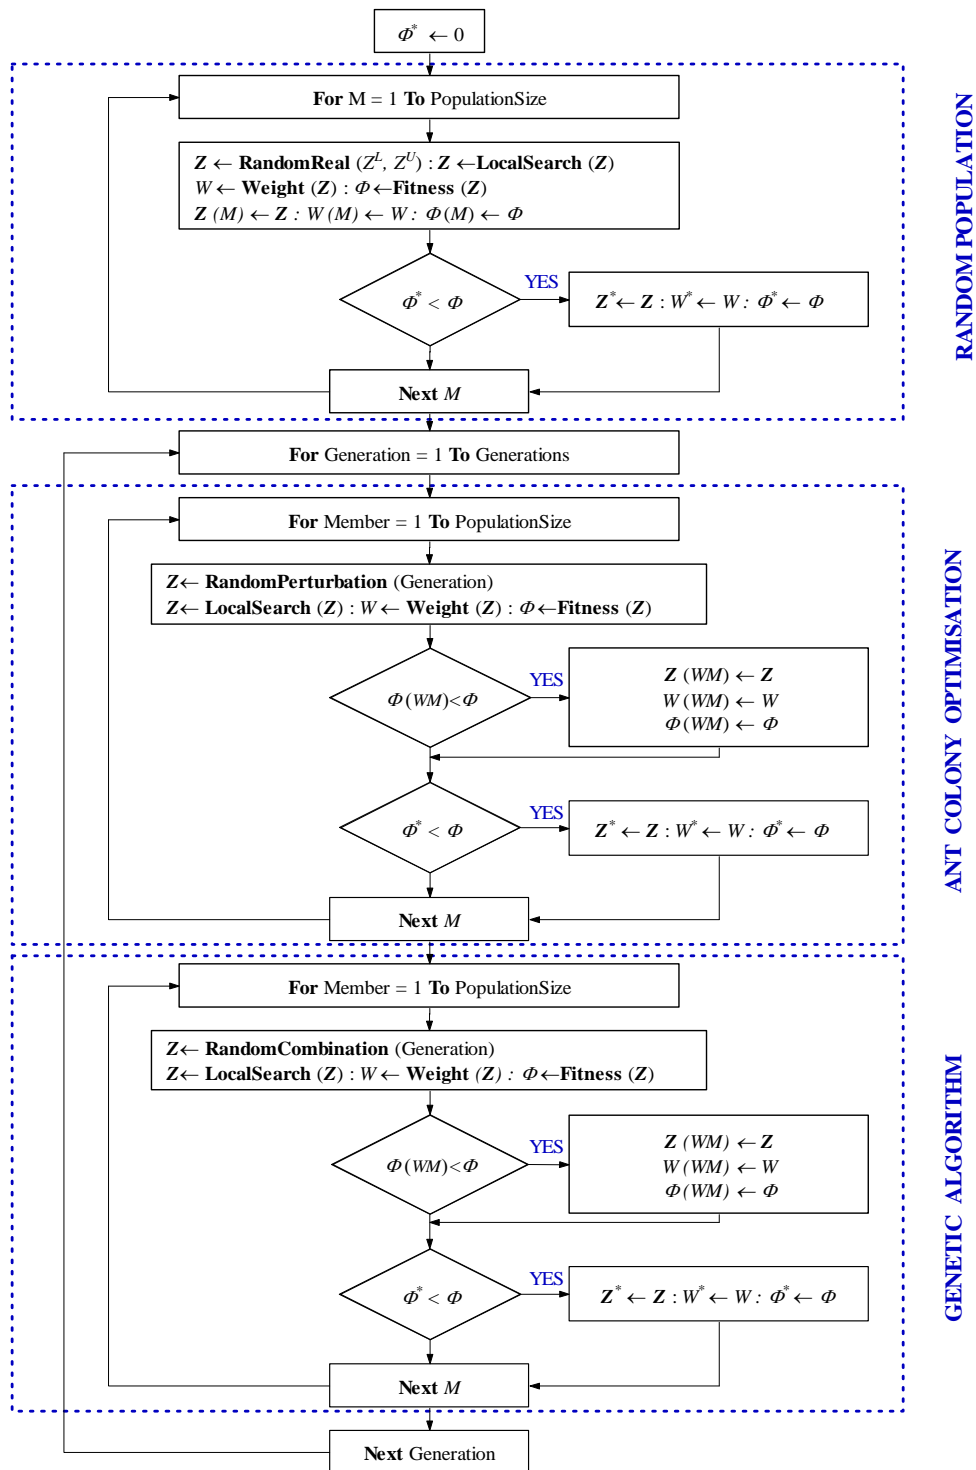 Φ* ← 0
For M = 1 To PopulationSize
Z ← RandomReal (Z^L, Z^U) : Z ←LocalSearch (Z)
W ← Weight (Z) : Φ←Fitness (Z)
Z (M) ← Z : W (M) ← W : Φ(M) ← Φ
Φ* < Φ
YES
Z* ← Z : W* ← W : Φ* ← Φ
Next M
RANDOM POPULATION
For Generation = 1 To Generations
For Member = 1 To PopulationSize
Z← RandomPerturbation (Generation)
Z← LocalSearch (Z) : W ← Weight (Z) : Φ←Fitness (Z)
Φ(WM)<Φ
YES
Z (WM) ← Z
W (WM) ← W
Φ(WM) ← Φ
Φ* < Φ
YES
Z* ← Z : W* ← W : Φ* ← Φ
Next M
ANT COLONY OPTIMISATION
For Member = 1 To PopulationSize
Z← RandomCombination (Generation)
Z← LocalSearch (Z) : W ← Weight (Z) : Φ←Fitness (Z)
Φ(WM)<Φ
YES
Z (WM) ← Z
W (WM) ← W
Φ(WM) ← Φ
Φ* < Φ
YES
Z* ← Z : W* ← W : Φ* ← Φ
Next M
GENETIC ALGORITHM
Next Generation